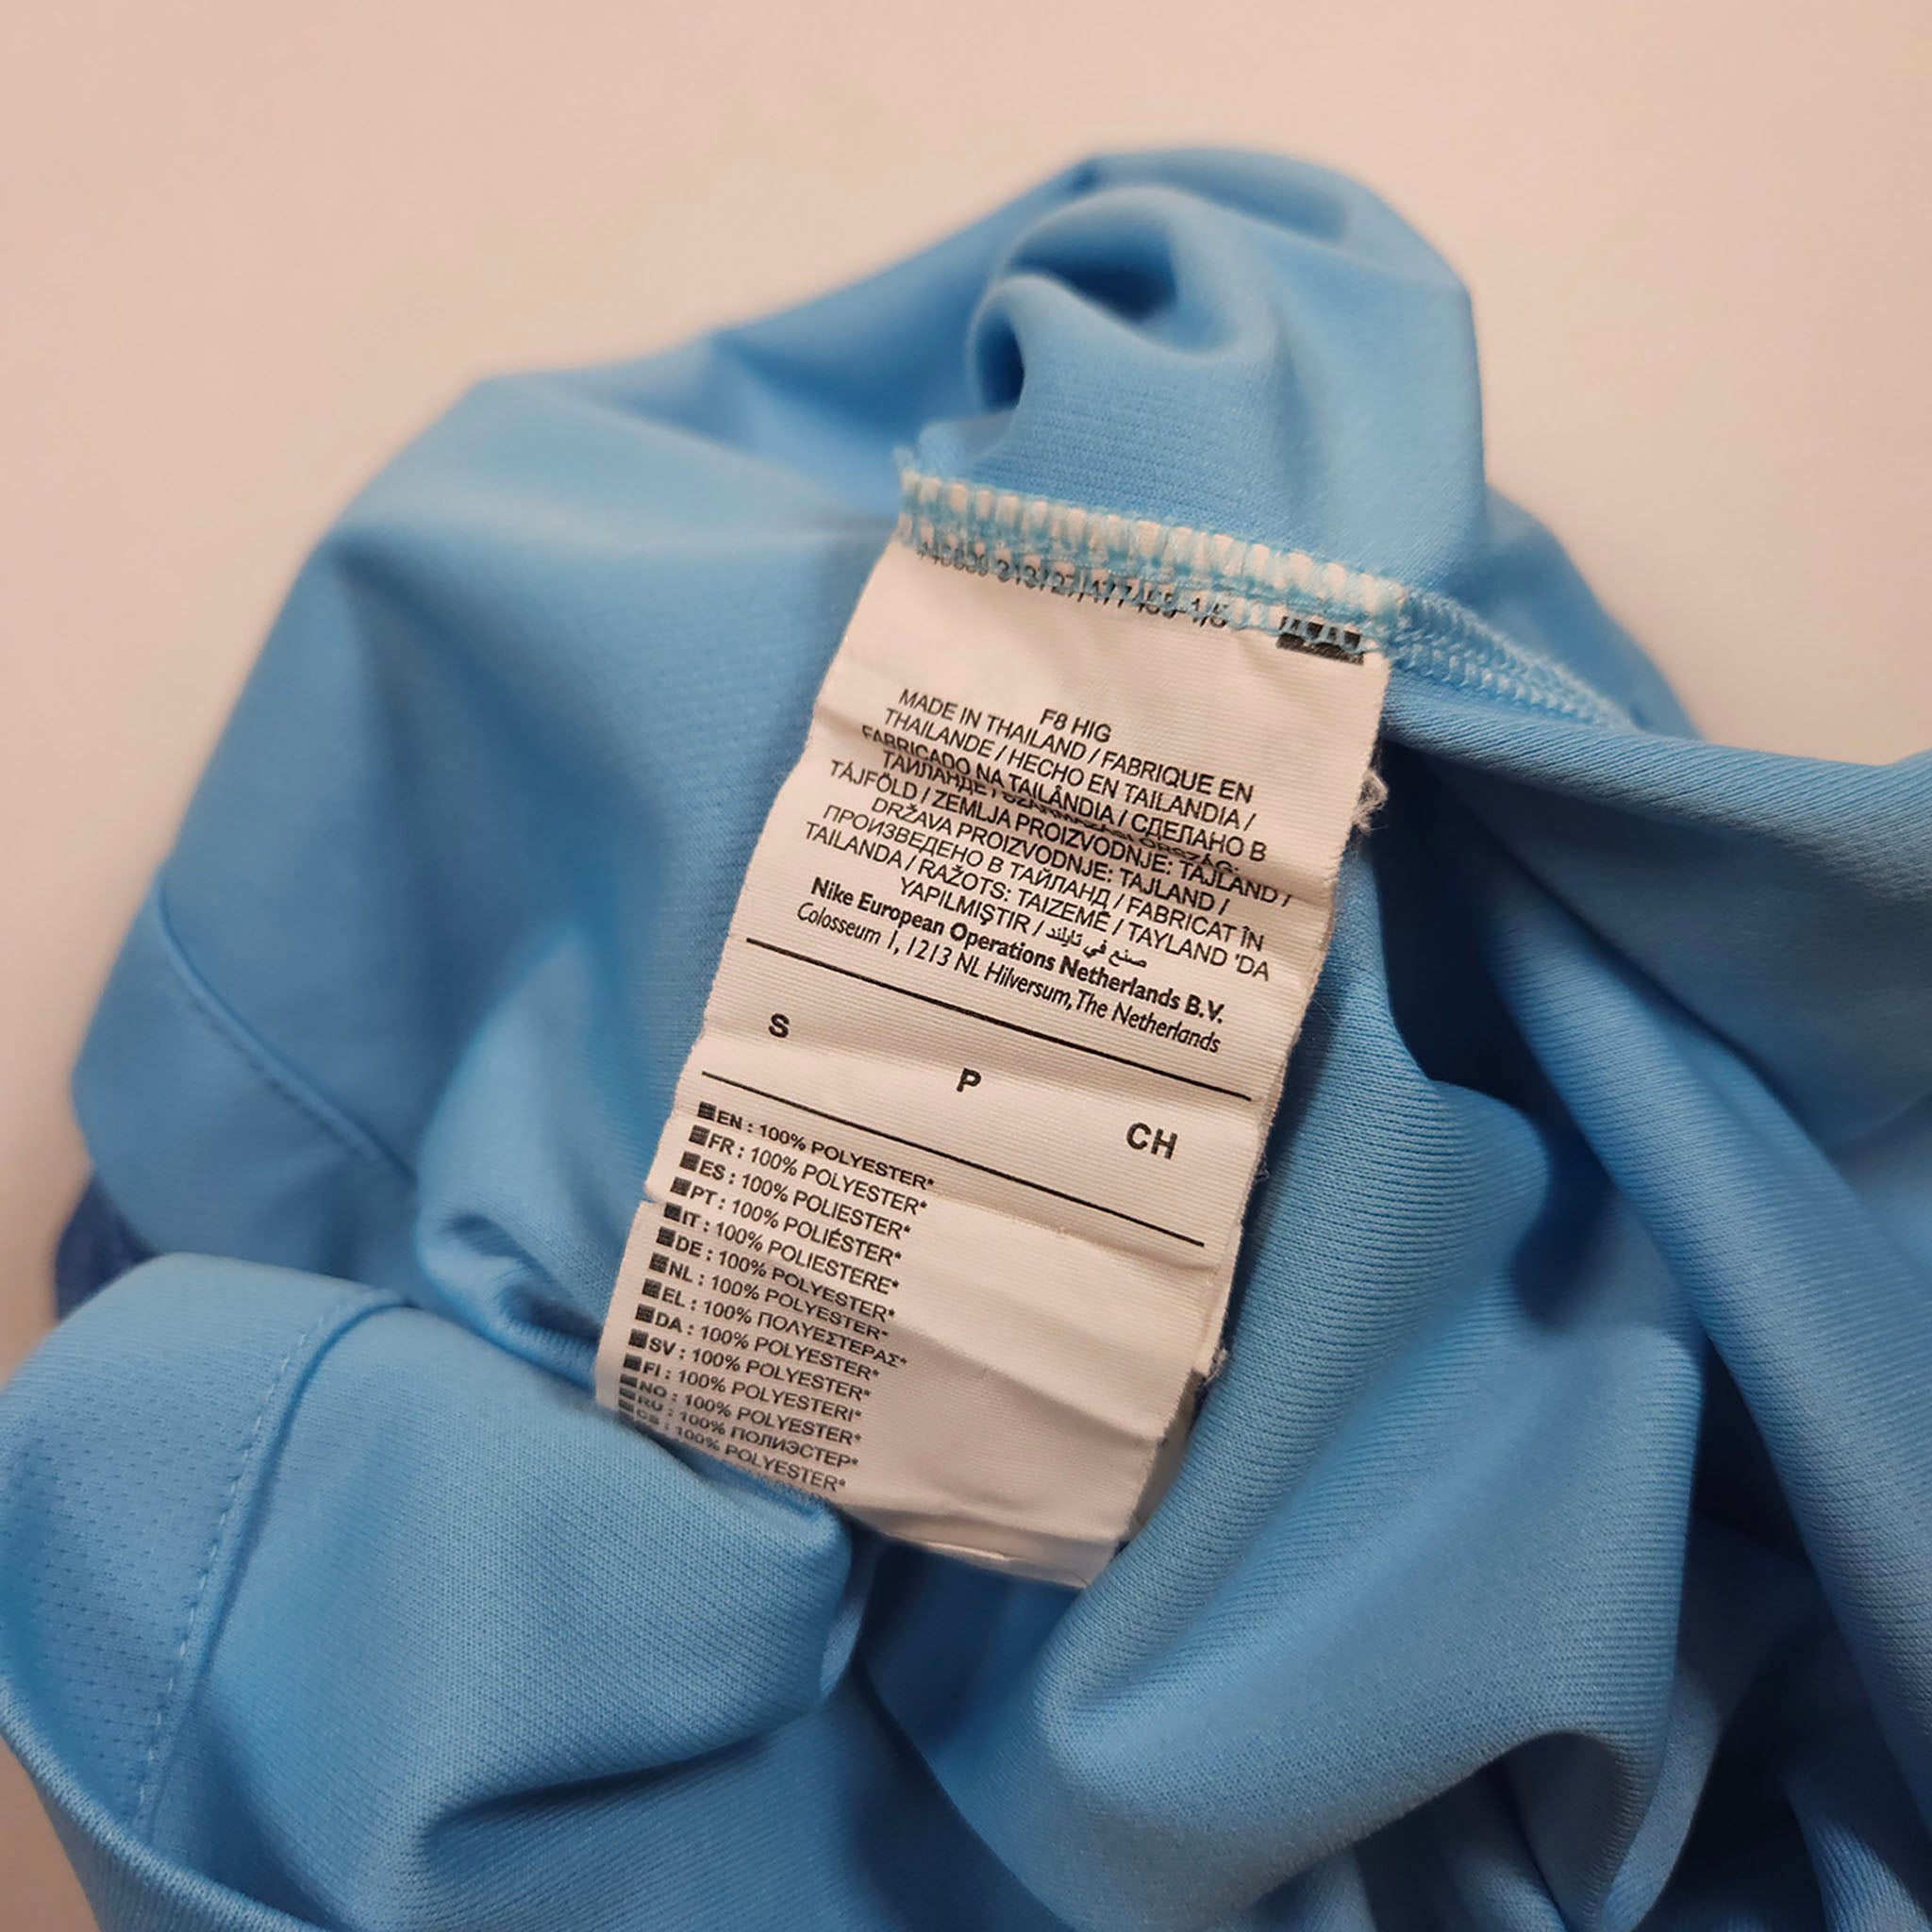 F8 HIG
MADE IN THAILAND / FABRIQUE EN
THAILANDE / HECHO EN TAILANDIA /
FABRICADO NA TAILÂNDIA / СДЕЛАНО В
ТАИЛАНДЕ / SZÁRMAZÁSI ORSZÁG:
TÁJFÖLD / ZEMLJA PROIZVODNJE: TAJLAND /
DRŽAVA PROIZVODNJE: TAJLAND /
ПРОИЗВЕДЕНО В ТАЙЛАНД / FABRICAT ÎN
TAILANDA / RAŽOTS: TAIZEMĒ / TAYLAND 'DA
YAPILMIŞTIR / صنع في تايلند
Nike European Operations Netherlands B.V.
Colosseum 1, 1213 NL Hilversum, The Netherlands
S P CH
EN : 100% POLYESTER*
FR : 100% POLYESTER*
ES : 100% POLIESTER*
PT : 100% POLIÉSTER*
IT : 100% POLIESTERE*
DE : 100% POLYESTER*
NL : 100% POLYESTER*
EL : 100% ΠΟΛΥΕΣΤΕΡΑΣ*
DA : 100% POLYESTER*
SV : 100% POLYESTER*
FI : 100% POLYESTERI*
NO : 100% POLYESTER*
RU : 100% ПОЛИЭСТЕР*
CS : 100% POLYESTER*